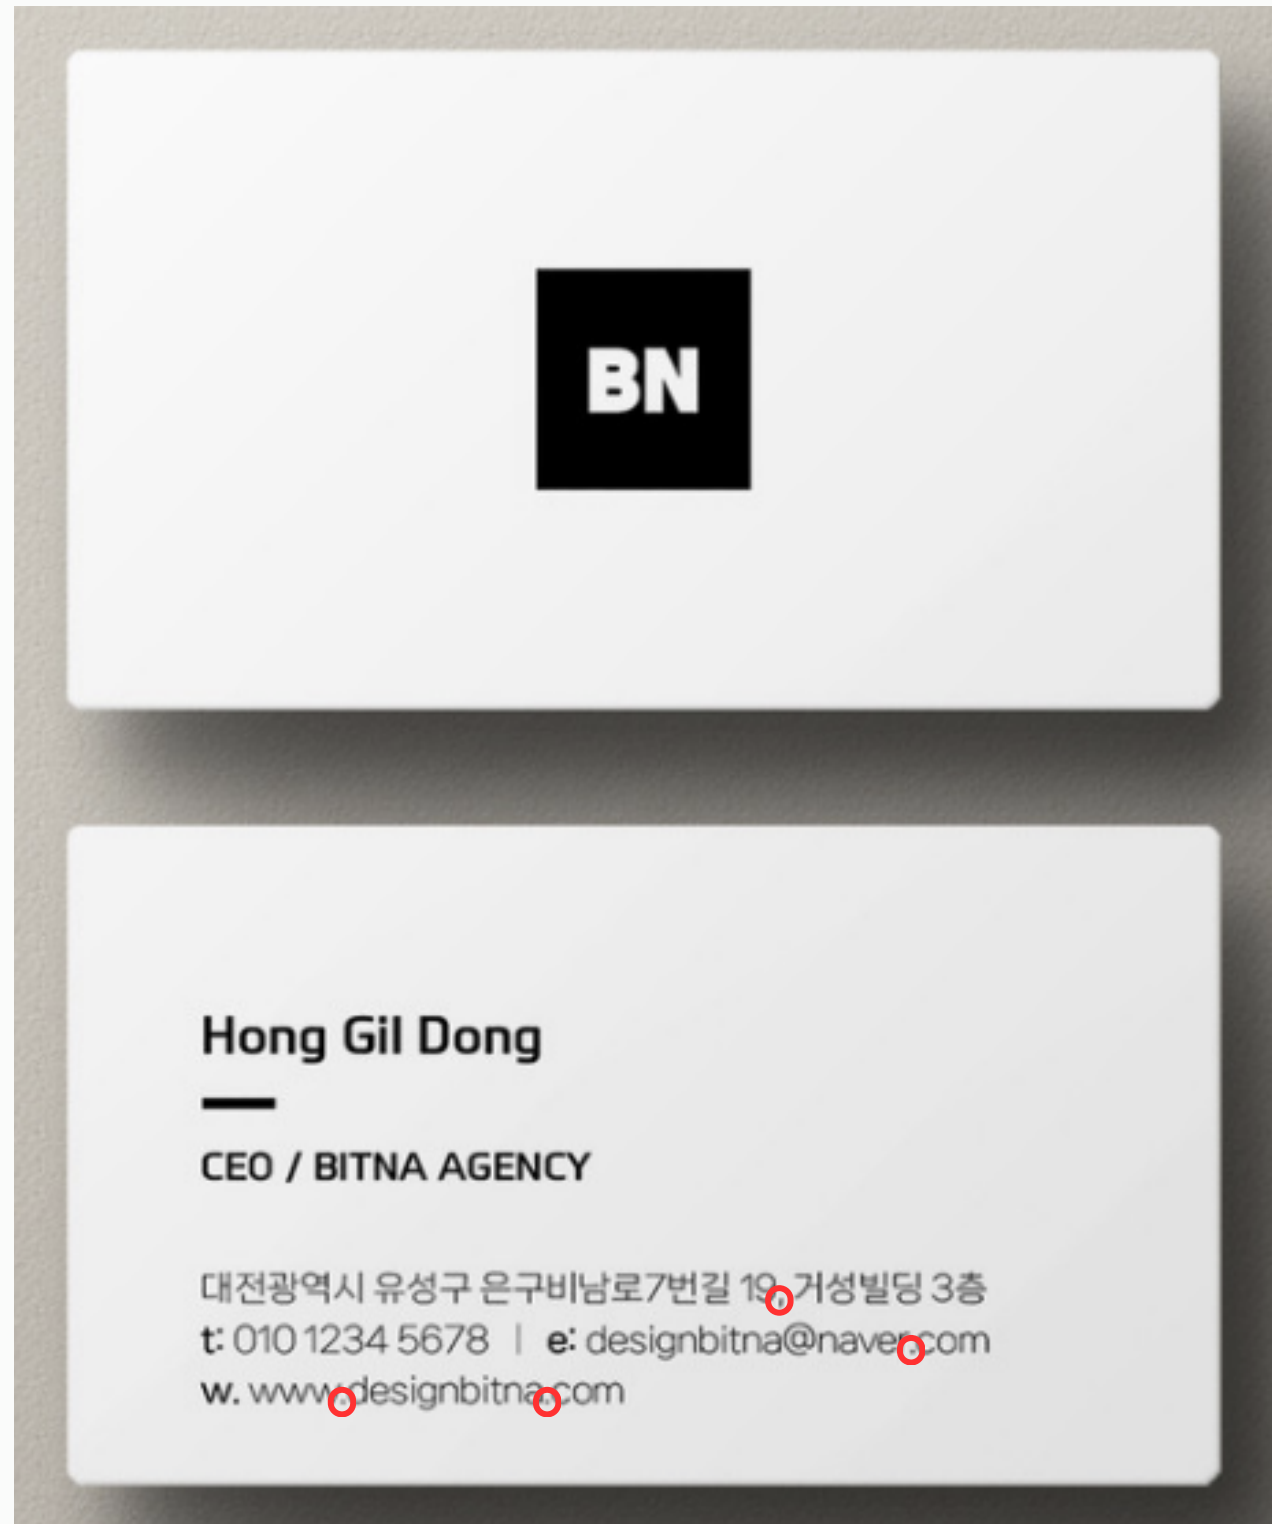 BN
Hong Gil Dong
CEO / BITNA AGENCY
대전광역시 유성구 은구비남로7번길 19, 거성빌딩 3층
t: 010 1234 5678 | e: designbitna@naver.com
w. www.designbitna.com